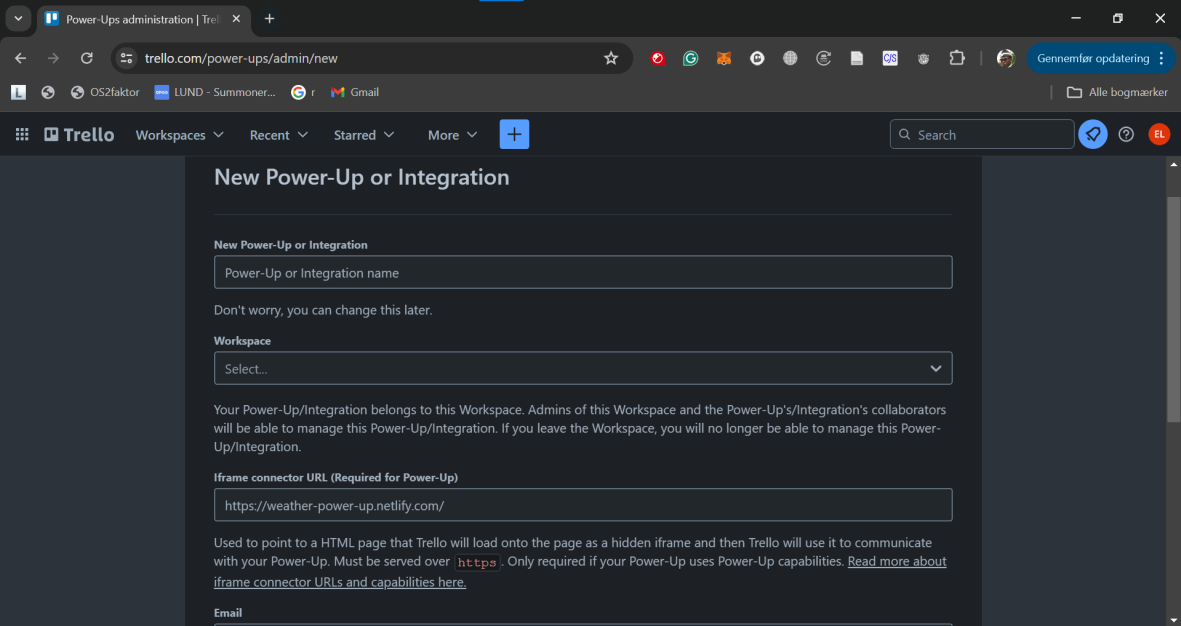 Power-Ups administration | Trel
trello.com/power-ups/admin/new
Gennemfør opdatering
L
OS2faktor
LUND - Summoner...
r
Gmail
Alle bogmærker
Trello
Workspaces
Recent
Starred
More
Search
EL
New Power-Up or Integration
New Power-Up or Integration
Power-Up or Integration name
Don't worry, you can change this later.
Workspace
Select...
Your Power-Up/Integration belongs to this Workspace. Admins of this Workspace and the Power-Up's/Integration's collaborators
will be able to manage this Power-Up/Integration. If you leave the Workspace, you will no longer be able to manage this Power-
Up/Integration.
Iframe connector URL (Required for Power-Up)
https://weather-power-up.netlify.com/
Used to point to a HTML page that Trello will load onto the page as a hidden iframe and then Trello will use it to communicate
with your Power-Up. Must be served over https. Only required if your Power-Up uses Power-Up capabilities. Read more about
iframe connector URLs and capabilities here.
Email